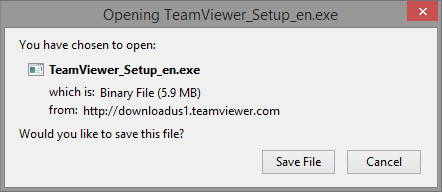 Opening TeamViewer_Setup_en.exe
You have chosen to open:
TeamViewer_Setup_en.exe
which is: Binary File (5.9 MB)
from: http://downloadus1.teamviewer.com
Would you like to save this file?
Save File Cancel